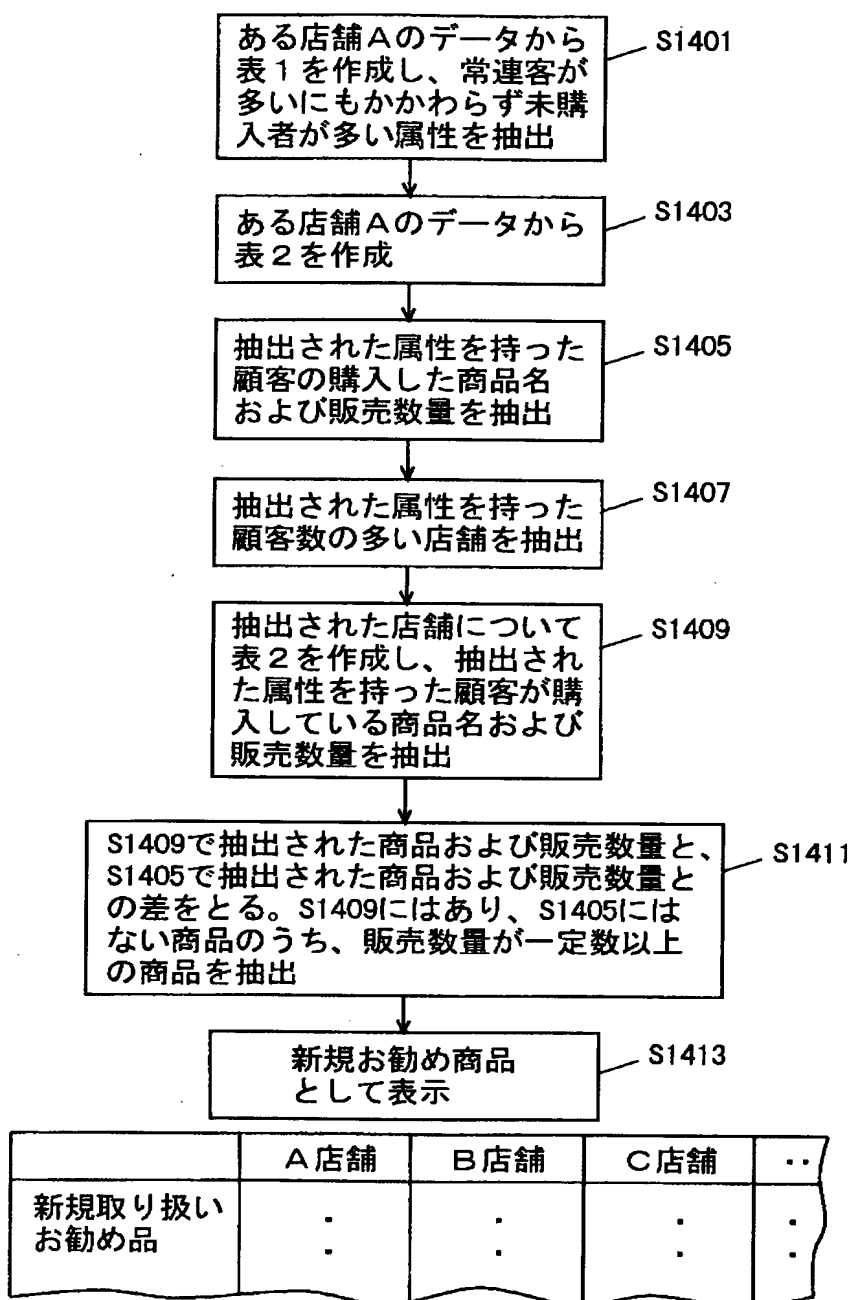 ある店舗Aのデータから
表1を作成し、常連客が
多いにもかかわらず未購
入者が多い属性を抽出
S1401
ある店舗Aのデータから
表2を作成
S1403
抽出された属性を持った
顧客の購入した商品名
および販売数量を抽出
S1405
抽出された属性を持った
顧客数の多い店舗を抽出
S1407
抽出された店舗について
表2を作成し、抽出され
た属性を持った顧客が購
入している商品名および
販売数量を抽出
S1409
S1409で抽出された商品および販売数量と、
S1405で抽出された商品および販売数量と
の差をとる。S1409にはあり、S1405には
ない商品のうち、販売数量が一定数以上
の商品を抽出
S1411
新規お勧め商品
として表示
S1413
A店舗 B店舗 C店舗 ‥
新規取り扱い
お勧め品